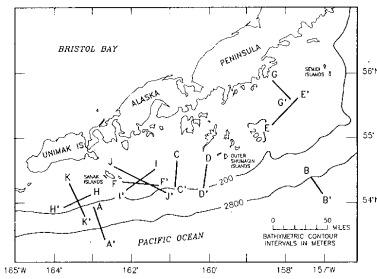 BRISTOL BAY
PENINSULA
56°
SEMIDI
ISLANDS
G
G'
E'
ALASKA
E
200
55°
UNIMAK IS.
J
I
C
D
OUTER
SHUMAGIN
ISLANDS
SANAK
ISLANDS
K
F
F'
C'
200
B
H
I'
J'
D'
2800
B'
54°N
H'
A
K'
A'
0 50
MILES
BATHYMETRIC CONTOUR
INTERVALS IN METERS
PACIFIC OCEAN
165°W 164° 162° 160° 158° 157°W